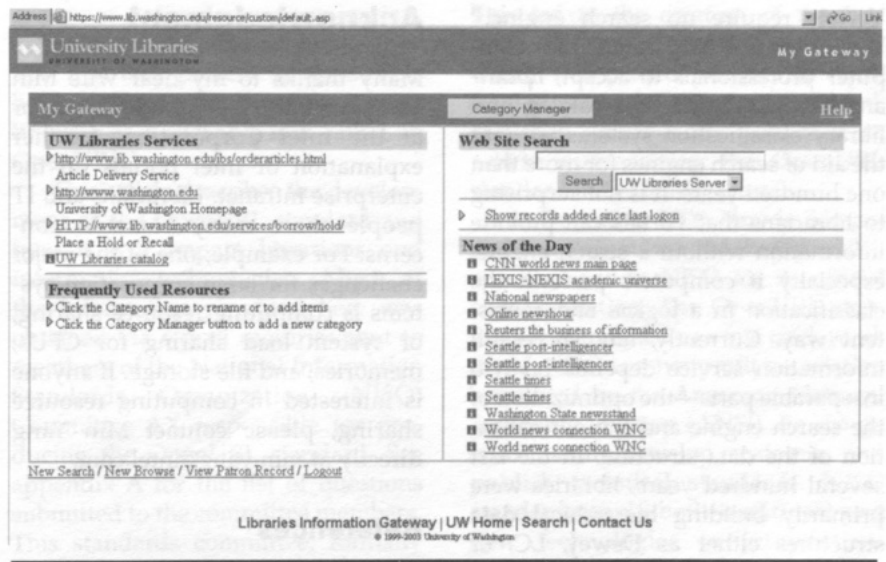 Address https://www.lib.washington.edu/resource/custom/default.asp Go Link
University Libraries
UNIVERSITY OF WASHINGTON
My Gateway
My Gateway
Category Manager Help
UW Libraries Services
http://www.lib.washington.edu/ibs/orderarticles.html
Article Delivery Service
http://www.washington.edu
University of Washington Homepage
HTTP://www.washington.edu/services/borrow/hold/
Place a Hold or Recall
UW Libraries catalog
Frequently Used Resources
Click the Category Name to rename or to add items
Click the Category Manager button to add a new category
Web Site Search
Search UW Libraries Server
Show records added since last logon
News of the Day
CNN world news main page
LEXIS-NEXIS academic universe
National newspapers
Online newshour
Reuters the business of information
Seattle post-intelligencer
Seattle post-intelligencer
Seattle times
Seattle times
Washington State newsstand
World news connection WNC
World news connection WNC
New Search / New Browse / View Patron Record / Logout
Libraries Information Gateway | UW Home | Search | Contact Us
© 1999-2003 University of Washington